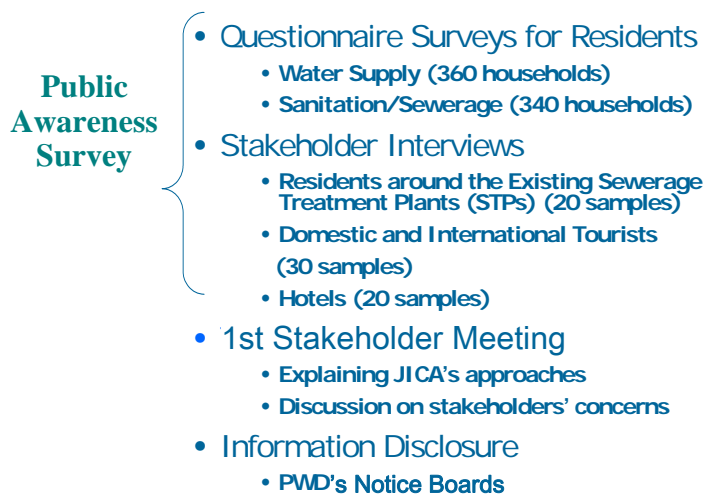 Public
Awareness
Survey
• Questionnaire Surveys for Residents
• Water Supply (360 households)
• Sanitation/Sewerage (340 households)
• Stakeholder Interviews
• Residents around the Existing Sewerage
Treatment Plants (STPs) (20 samples)
• Domestic and International Tourists
(30 samples)
• Hotels (20 samples)
• 1st Stakeholder Meeting
• Explaining JICA's approaches
• Discussion on stakeholders' concerns
• Information Disclosure
• PWD's Notice Boards